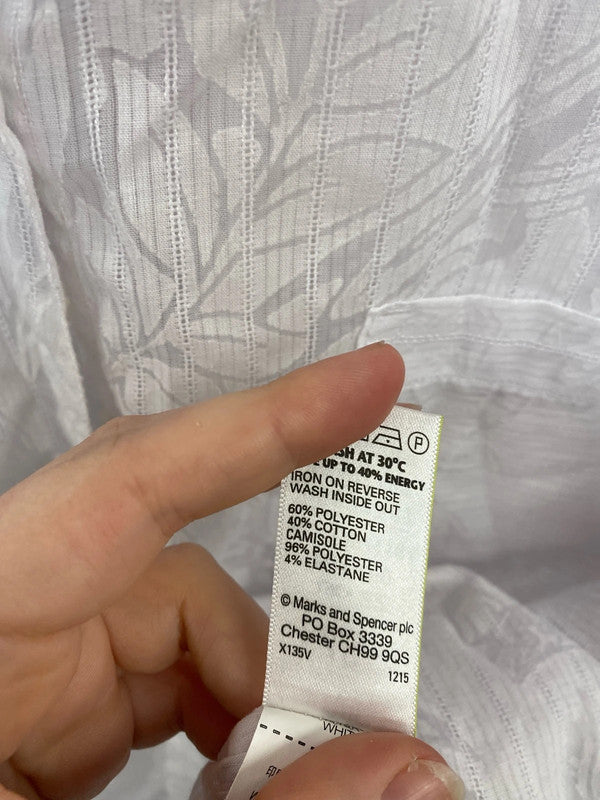 P
SH AT 30°C
UP TO 40% ENERGY
IRON ON REVERSE
WASH INSIDE OUT
60% POLYESTER
40% COTTON
CAMISOLE
96% POLYESTER
4% ELASTANE
© Marks and Spencer plc
PO Box 3339
Chester CH99 9QS
X135V 1215